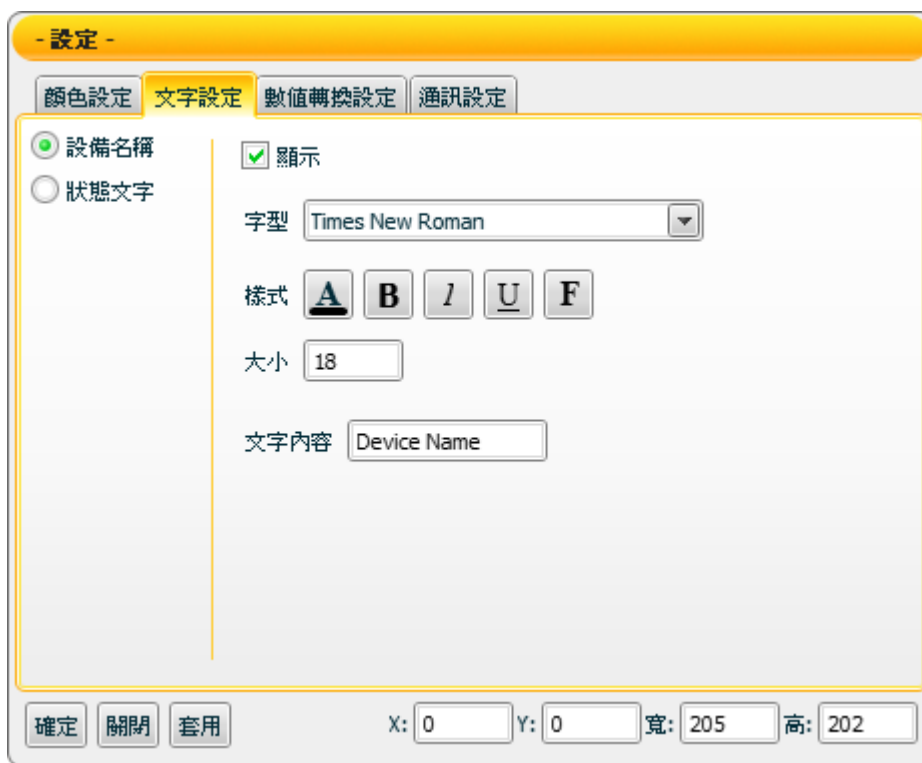 - 設定 -
顏色設定 文字設定 數值轉換設定 通訊設定
設備名稱
狀態文字
顯示
字型 Times New Roman
樣式 A B I U F
大小 18
文字內容 Device Name
確定 關閉 套用 X: 0 Y: 0 寬: 205 高: 202